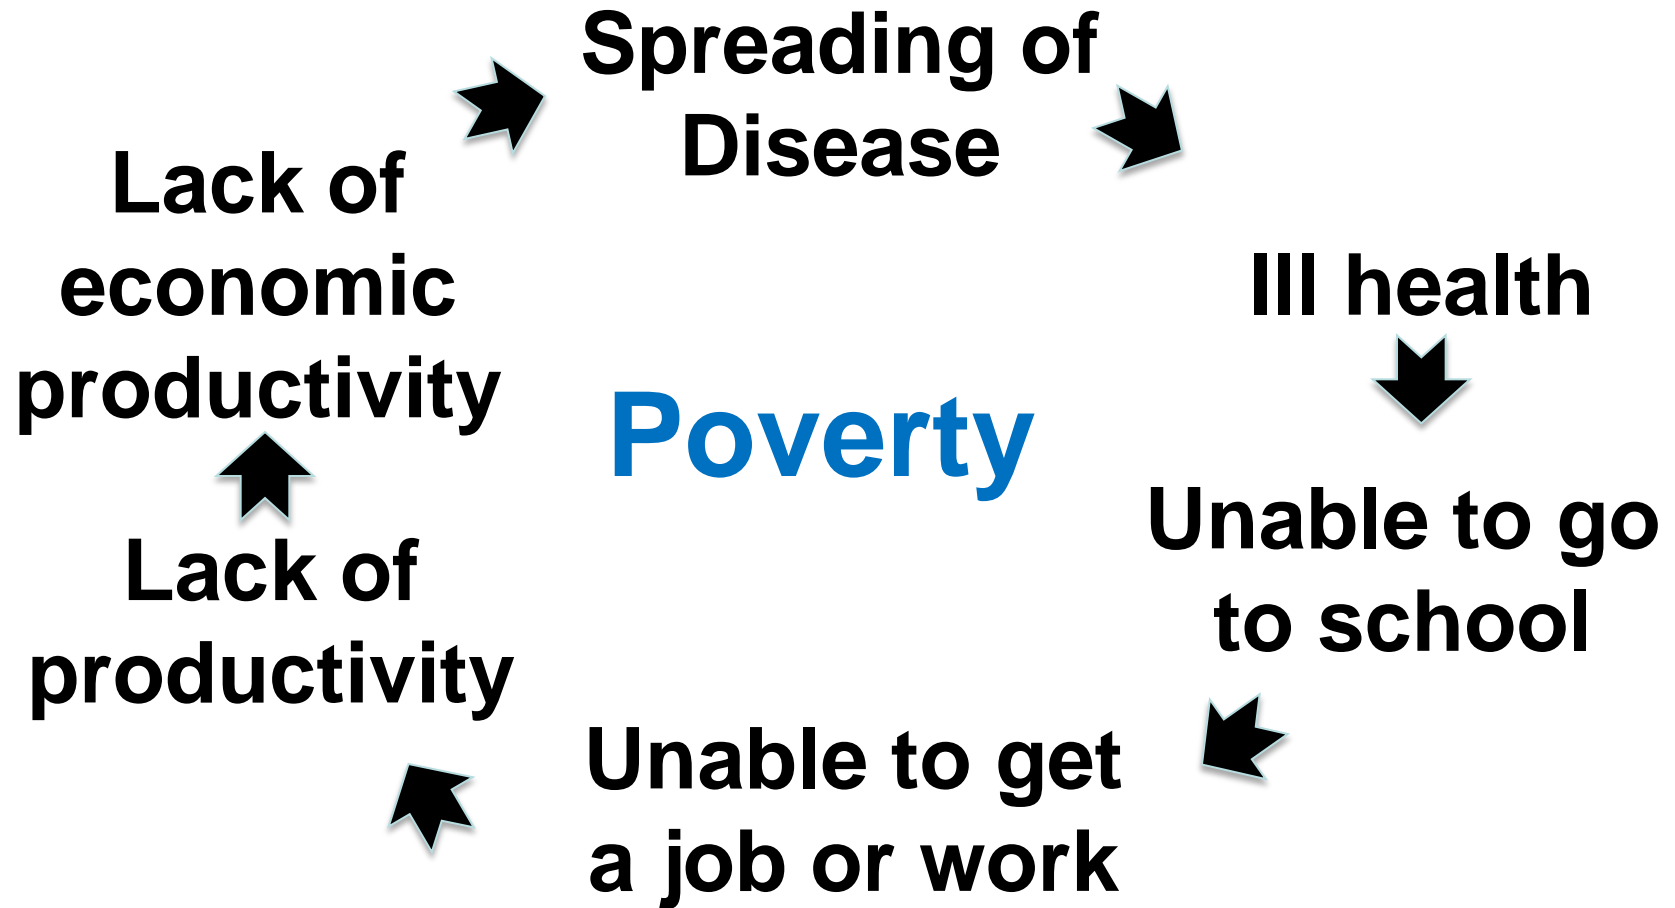 Spreading of
Disease
Ill health
Unable to go
to school
Unable to get
a job or work
Lack of
productivity
Lack of
economic
productivity
Poverty